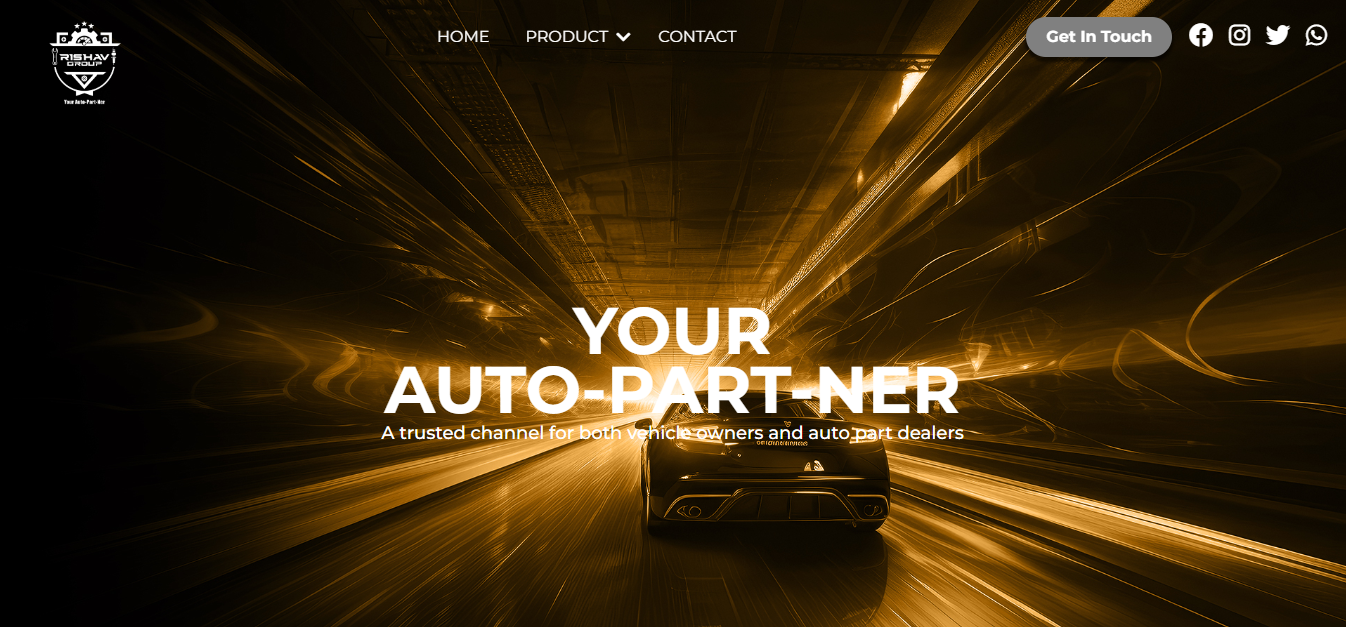 RISHAV
GROUP
Your Auto-Part-Ner
HOME
PRODUCT
CONTACT
Get In Touch
YOUR
AUTO-PART-NER
A trusted channel for both vehicle owners and auto part dealers